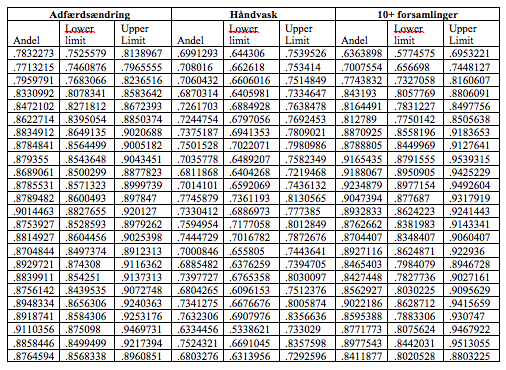 Adfærdsændring Håndvask 10+ forsamlinger
Andel Lower limit Upper Limit Andel Lower limit Upper Limit Andel Lower limit Upper Limit
.7832273 .7525579 .8138967 .6991293 .644306 .7539526 .6363898 .5774575 .6953221
.7713215 .7460876 .7965555 .708016 .662618 .753414 .7007554 .656698 .7448127
.7959791 .7683066 .8236516 .7060432 .6606016 .7514849 .7743832 .7327058 .8160607
.8330992 .8078341 .8583642 .6870314 .6405981 .7334647 .843193 .8057769 .8806091
.8472102 .8271812 .8672393 .7261703 .6884928 .7638478 .8164491 .7831227 .8497756
.8622714 .8395054 .8850374 .7244754 .6797056 .7692453 .812789 .7750142 .8505638
.8834912 .8649135 .9020688 .7375187 .6941353 .7809021 .8870925 .8558196 .9183653
.8784841 .8564499 .9005182 .7501528 .7022071 .7980986 .8788805 .8449969 .9127641
.879355 .8543648 .9043451 .7035778 .6489207 .7582349 .9165435 .8791555 .9539315
.8689061 .8500299 .8877823 .6811868 .6404268 .7219468 .9188067 .8950905 .9425229
.8785531 .8571323 .8999739 .7014101 .6592069 .7436132 .9234879 .8977154 .9492604
.8789482 .8600493 .897847 .7745879 .7361193 .8130565 .9047394 .877687 .9317919
.9014463 .8827655 .920127 .7330412 .6886973 .777385 .8932833 .8624223 .9241443
.8753927 .8528593 .8979262 .7594954 .7177058 .8012849 .8762662 .8381983 .9143341
.8814927 .8604456 .9025398 .7444729 .7016782 .7872676 .8704407 .8348407 .9060407
.8704844 .8497374 .8912313 .7000846 .655805 .7443641 .8927116 .8624871 .922936
.8929721 .874308 .9116362 .6885482 .6376259 .7394705 .8465403 .7984079 .8946728
.8839911 .854251 .9137313 .7397727 .6765358 .8030097 .8427448 .7827736 .9027161
.8756142 .8439535 .9072748 .6804265 .6096153 .7512376 .8562927 .8030225 .9095629
.8948334 .8656306 .9240363 .7341275 .6676676 .8005874 .9022186 .8628712 .9415659
.8918741 .8584306 .9253176 .7632306 .6907976 .8356636 .8595388 .7883306 .930747
.9110356 .875098 .9469731 .6334456 .5338621 .733029 .8771773 .8075624 .9467922
.8858446 .8499499 .9217394 .7524321 .6691045 .8357598 .8977543 .8442031 .9513055
.8764594 .8568338 .8960851 .6803276 .6313956 .7292596 .8411877 .8020528 .8803225